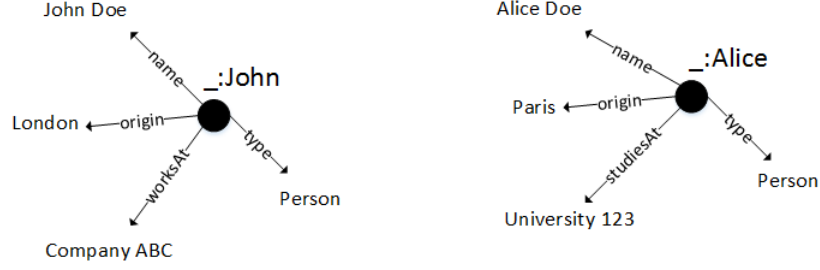 John Doe
name
_:John
London
origin
type
worksAt
Person
Company ABC
Alice Doe
name
_:Alice
Paris
origin
type
studiesAt
Person
University 123